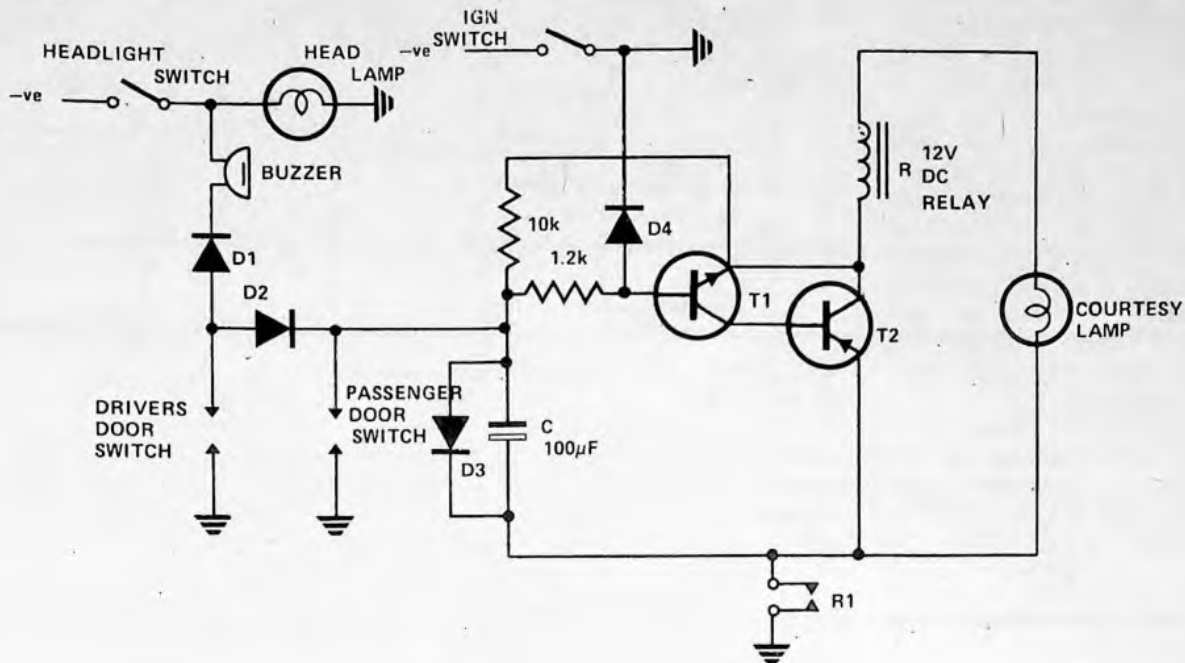 HEADLIGHT
SWITCH
-ve
HEAD
LAMP
BUZZER
D1
D2
DRIVERS
DOOR
SWITCH
PASSENGER
DOOR
SWITCH
D3
C
100μF
IGN
SWITCH
-ve
10k
1.2k
D4
T1
T2
R
12V
DC
RELAY
COURTESY
LAMP
R1